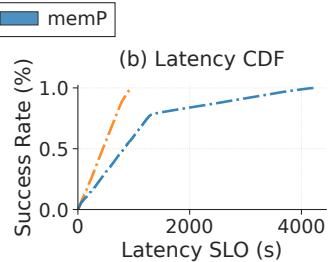 memP
(b) Latency CDF
Success Rate (%)
1.0
0.5
0.0
0 2000 4000
Latency SLO (s)